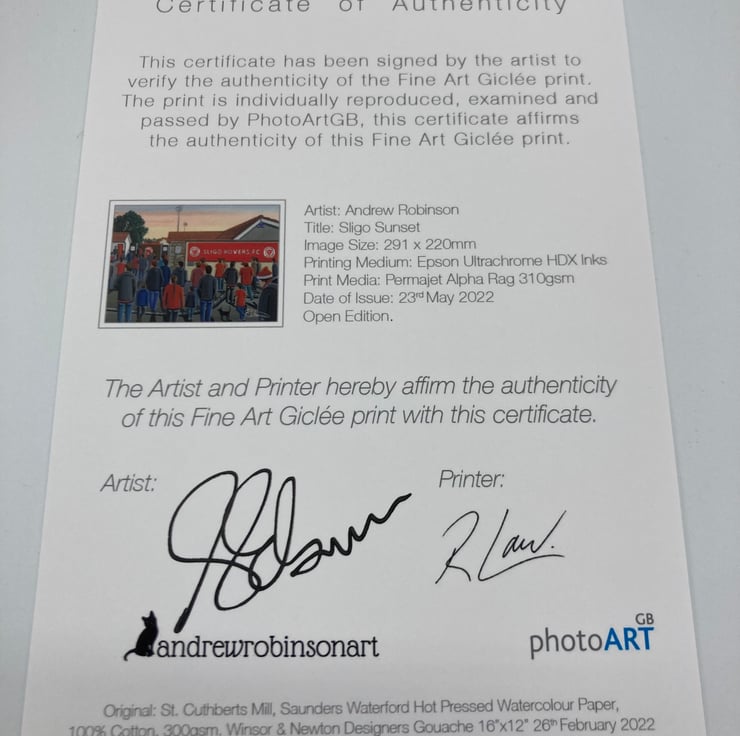 Certificate of Authenticity
This certificate has been signed by the artist to
verify the authenticity of the Fine Art Giclée print.
The print is individually reproduced, examined and
passed by PhotoArtGB, this certificate affirms
the authenticity of this Fine Art Giclée print.
SLIGO ROVERS FC
Artist: Andrew Robinson
Title: Sligo Sunset
Image Size: 291 x 220mm
Printing Medium: Epson Ultrachrome HDX Inks
Print Media: Permajet Alpha Rag 310gsm
Date of Issue: 23rd May 2022
Open Edition.
The Artist and Printer hereby affirm the authenticity
of this Fine Art Giclée print with this certificate.
Artist:
Printer:
R Law.
andrewrobinsonart
photoART GB
Original: St. Cuthberts Mill, Saunders Waterford Hot Pressed Watercolour Paper,
100% Cotton, 300gsm, Winsor & Newton Designers Gouache 16"x12" 26th February 2022